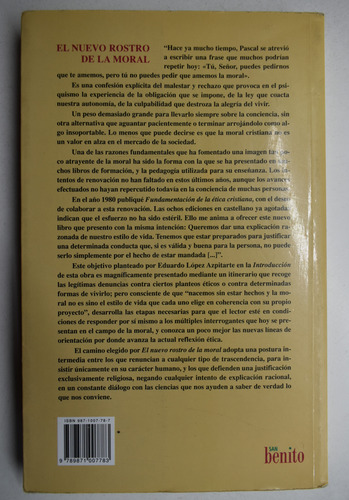 EL NUEVO ROSTRO
DE LA MORAL
"Hace ya mucho tiempo, Pascal se atrevió
a escribir una frase que muchos podrían
repetir hoy: «Tú, Señor, puedes pedirnos
que te amemos, pero tú no puedes pedir que amemos la moral».
Es una confesión explícita del malestar y rechazo que provoca en el psi-
quismo la experiencia de la obligación que se impone, de la ley que coacta
nuestra autonomía, de la culpabilidad que destroza la alegría del vivir.
Un peso demasiado grande para llevarlo siempre sobre la conciencia, sin
otra alternativa que aguantar pacientemente o terminar arrojándolo como al-
go insoportable. Lo menos que puede decirse es que la moral cristiana no es
un valor en alza en el mercado de la sociedad.
Una de las razones fundamentales que ha fomentado una imagen tan
co atrayente de la moral ha sido la forma con la que se ha presentado en
chos libros de formación, y la pedagogía utilizada para su enseñanza. Los
intentos de renovación no han faltado en estos últimos años, aunque los avances
efectuados no hayan repercutido todavía en la conciencia de muchas personas.
En el año 1980 publiqué Fundamentación de la ética cristiana, con el deseo
de colaborar a esta renovación. Las ocho ediciones en castellano ya agotadas
indican que el esfuerzo no ha sido estéril. Ello me anima a ofrecer este nuevo
libro que presento con la misma intención: Queremos dar una explicación ra-
zonada de nuestro estilo de vida. Tenemos que estar preparados para justificar
una determinada conducta que, si es válida y buena para la persona, no puede
serlo simplemente por el hecho de estar mandada [...]".
Este objetivo planteado por Eduardo López Azpitarte en la Introducción
de esta obra es magníficamente presentado mediante un itinerario que recoge
las legítimas denuncias contra ciertos planteos éticos o contra determinadas
formas de vivirlo; pero consciente de que "nacemos sin estar hechos y la mo-
ral no es sino el estilo de vida que cada uno elige en coherencia con su propio
proyecto", desarrolla las etapas necesarias para que el lector esté en condi-
ciones de responder por sí mismo a los múltiples interrogantes que hoy se pre-
sentan en el campo de la moral, y conozca un poco mejor las nuevas líneas de
orientación por donde avanza la actual reflexión ética.
El camino elegido por El nuevo rostro de la moral adopta una postura in-
termedia entre los que renuncian a cualquier tipo de trascendencia, para in-
sistir únicamente en su carácter humano, y los que defienden una justificación
exclusivamente religiosa, negando cualquier intento de explicación racional,
en un constante diálogo con las ciencias que nos ayuden a saber de verdad lo
que nos conviene.
ISBN 987-1007-78-7
9 789871 007783
SAN
benito